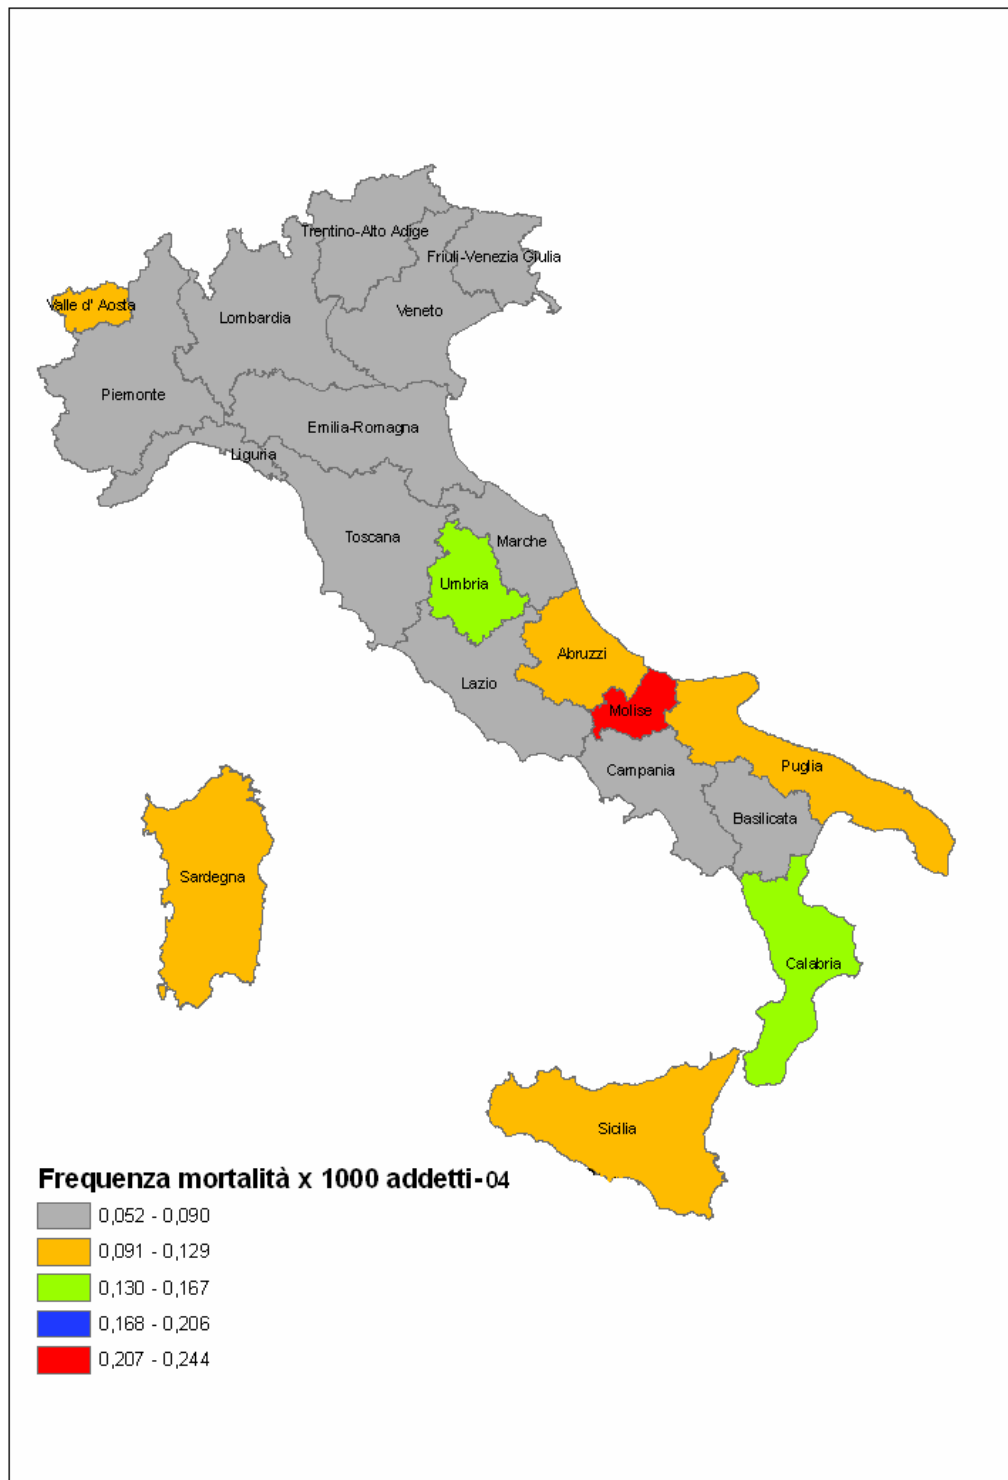 Trentino-Alto Adige
Friuli-Venezia Giulia
Valle d' Aosta
Lombardia
Veneto
Piemonte
Emilia-Romagna
Liguria
Toscana
Marche
Umbria
Abruzzi
Lazio
Molise
Campania
Puglia
Basilicata
Sardegna
Calabria
Sicilia
Frequenza mortalità x 1000 addetti-04
0,052 - 0,090
0,091 - 0,129
0,130 - 0,167
0,168 - 0,206
0,207 - 0,244